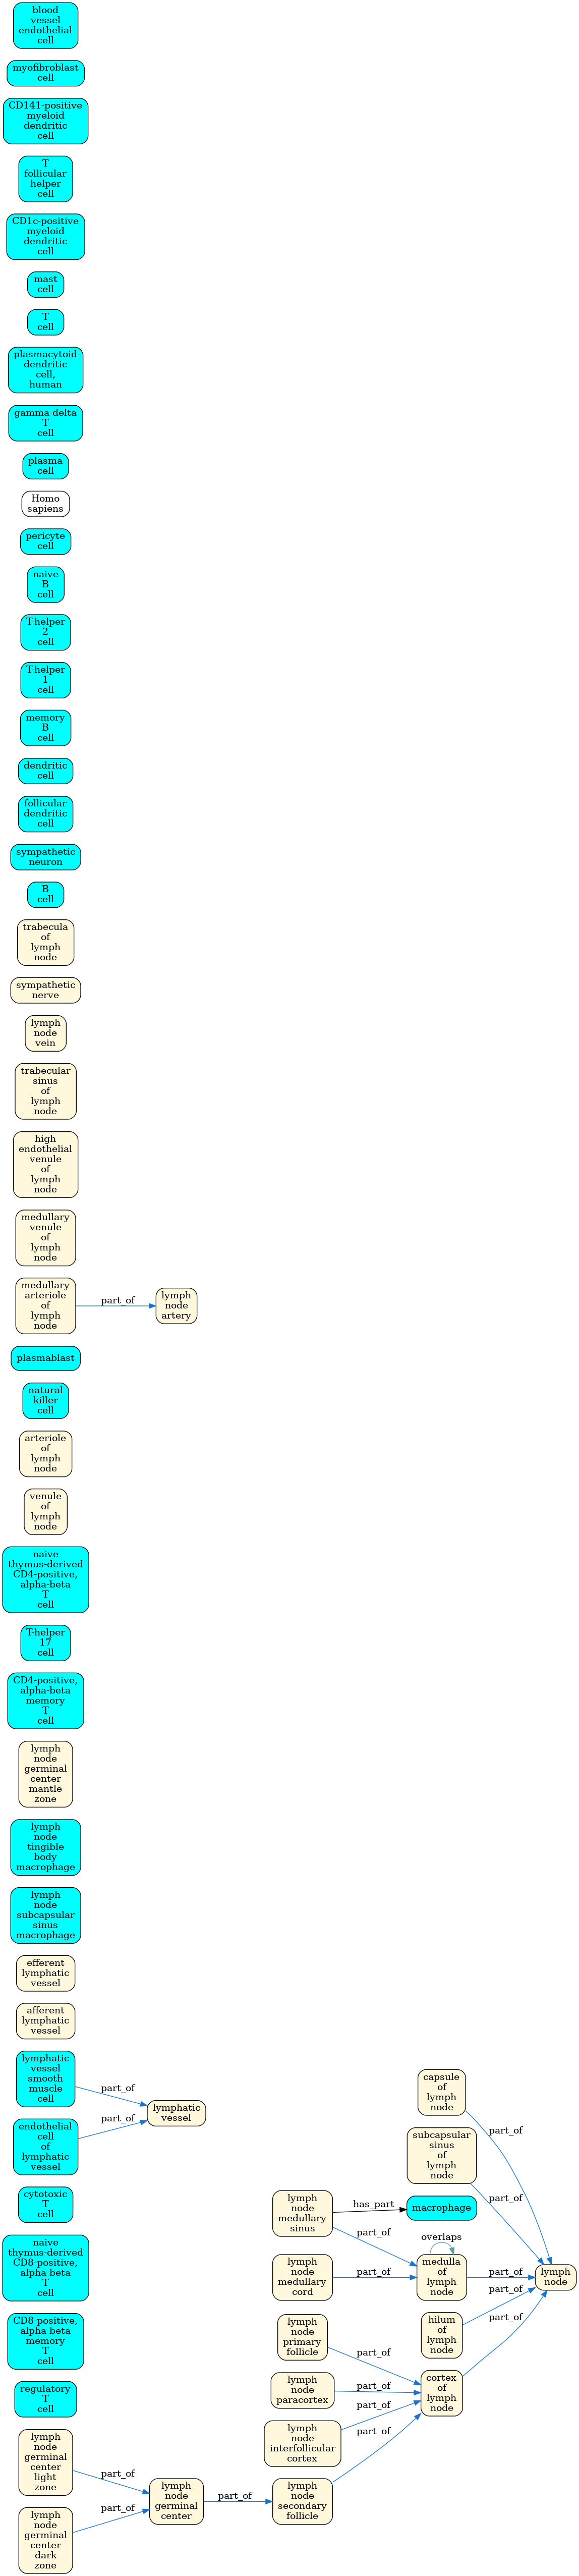 blood
vessel
endothelial
cell
myofibroblast
cell
CD141-positive
myeloid
dendritic
cell
T
follicular
helper
cell
CD1c-positive
myeloid
dendritic
cell
mast
cell
T
cell
plasmacytoid
dendritic
cell,
human
gamma-delta
T
cell
plasma
cell
Homo
sapiens
pericyte
cell
naive
B
cell
T-helper
2
cell
T-helper
1
cell
memory
B
cell
dendritic
cell
follicular
dendritic
cell
sympathetic
neuron
B
cell
trabecula
of
lymph
node
sympathetic
nerve
lymph
node
vein
trabecular
sinus
of
lymph
node
high
endothelial
venule
of
lymph
node
medullary
venule
of
lymph
node
medullary
arteriole
of
lymph
node
part_of
lymph
node
artery
plasmablast
natural
killer
cell
arteriole
of
lymph
node
venule
of
lymph
node
naive
thymus-derived
CD4-positive,
alpha-beta
T
cell
T-helper
17
cell
CD4-positive,
alpha-beta
memory
T
cell
lymph
node
germinal
center
mantle
zone
lymph
node
tingible
body
macrophage
lymph
node
subcapsular
sinus
macrophage
efferent
lymphatic
vessel
afferent
lymphatic
vessel
lymphatic
vessel
smooth
muscle
cell
part_of
lymphatic
vessel
endothelial
cell
of
lymphatic
vessel
part_of
capsule
of
lymph
node
part_of
subcapsular
sinus
of
lymph
node
part_of
cytotoxic
T
cell
lymph
node
medullary
sinus
has_part
macrophage
part_of
overlaps
naive
thymus-derived
CD8-positive,
alpha-beta
T
cell
lymph
node
medullary
cord
part_of
medulla
of
lymph
node
part_of
lymph
node
hilum
of
lymph
node
part_of
CD8-positive,
alpha-beta
memory
T
cell
lymph
node
primary
follicle
part_of
part_of
cortex
of
lymph
node
regulatory
T
cell
lymph
node
paracortex
part_of
lymph
node
interfollicular
cortex
part_of
part_of
lymph
node
germinal
center
light
zone
part_of
lymph
node
germinal
center
part_of
lymph
node
secondary
follicle
lymph
node
germinal
center
dark
zone
part_of